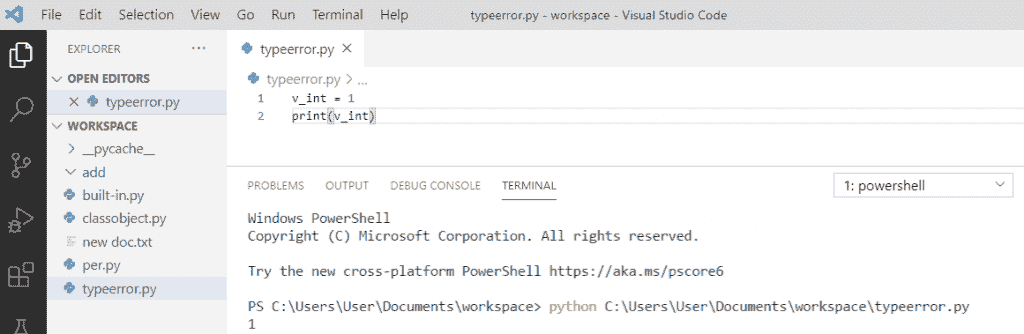 File Edit Selection View Go Run Terminal Help typeerror.py - workspace - Visual Studio Code
EXPLORER ...
OPEN EDITORS
typeerror.py
WORKSPACE
__pycache__
add
built-in.py
classobject.py
new doc.txt
per.py
typeerror.py
typeerror.py
typeerror.py > ...
1 v_int = 1
2 print(v_int)
PROBLEMS OUTPUT DEBUG CONSOLE TERMINAL 1: powershell
Windows PowerShell
Copyright (C) Microsoft Corporation. All rights reserved.
Try the new cross-platform PowerShell https://aka.ms/pscore6
PS C:\Users\User\Documents\workspace> python C:\Users\User\Documents\workspace\typeerror.py
1